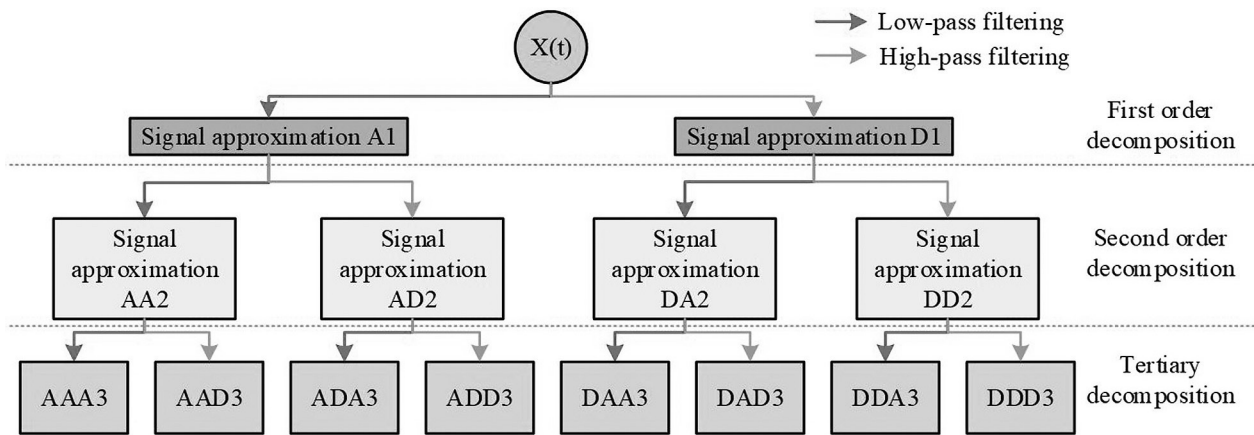 X(t)
Low-pass filtering
High-pass filtering
Signal approximation A1
Signal approximation D1
First order
decomposition
Signal
approximation
AA2
Signal
approximation
AD2
Signal
approximation
DA2
Signal
approximation
DD2
Second order
decomposition
AAA3
AAD3
ADA3
ADD3
DAA3
DAD3
DDA3
DDD3
Tertiary
decomposition